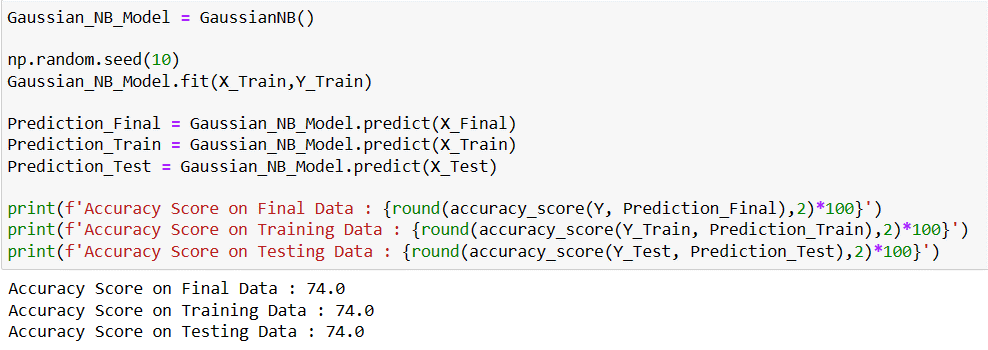 Gaussian_NB_Model = GaussianNB()
np.random.seed(10)
Gaussian_NB_Model.fit(X_Train,Y_Train)
Prediction_Final = Gaussian_NB_Model.predict(X_Final)
Prediction_Train = Gaussian_NB_Model.predict(X_Train)
Prediction_Test = Gaussian_NB_Model.predict(X_Test)
print(f'Accuracy Score on Final Data : {round(accuracy_score(Y, Prediction_Final),2)*100}')
print(f'Accuracy Score on Training Data : {round(accuracy_score(Y_Train, Prediction_Train),2)*100}')
print(f'Accuracy Score on Testing Data : {round(accuracy_score(Y_Test, Prediction_Test),2)*100}')
Accuracy Score on Final Data : 74.0
Accuracy Score on Training Data : 74.0
Accuracy Score on Testing Data : 74.0